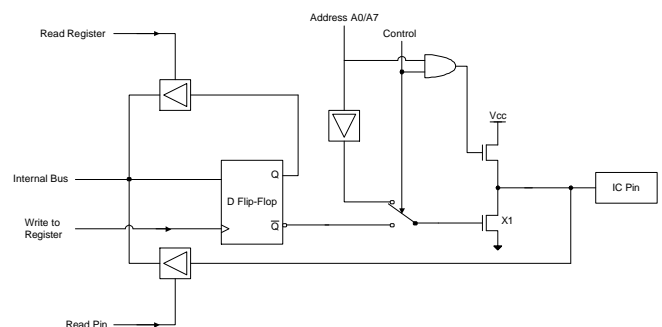 Address A0/A7
Read Register
Control
Vcc
Q
Internal Bus
D Flip-Flop
IC Pin
Write to
Register
Q
X1
Read Pin